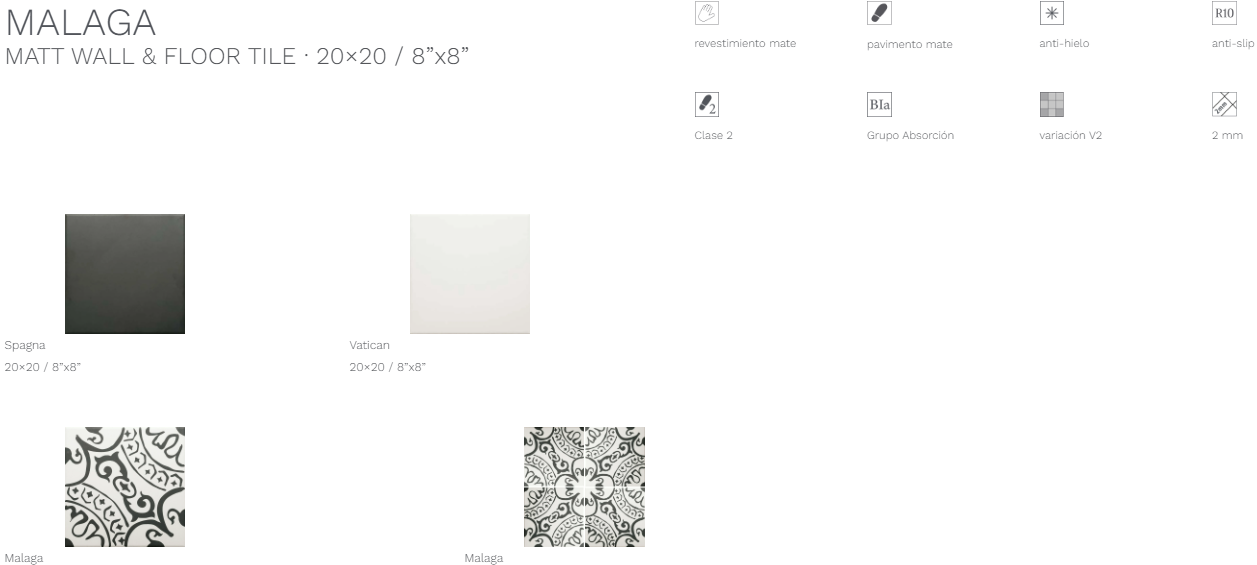 MALAGA
MATT WALL & FLOOR TILE · 20×20 / 8”x8”
R10
revestimiento mate
pavimento mate
anti-hielo
anti-slip
2
BIa
2mm
Clase 2
Grupo Absorción
variación V2
2 mm
Spagna
20×20 / 8”x8”
Vatican
20×20 / 8”x8”
Malaga
Malaga